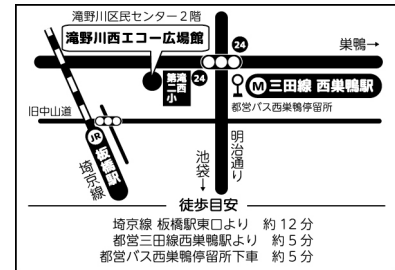 滝野川区民センター2階
滝野川西エコー広場館
24
巣鴨→
滝西
第二小
24
M 三田線 西巣鴨駅
都営バス西巣鴨停留所
旧中山道
JR 板橋駅
埼京線
明治通り
池袋→
徒歩目安
埼京線 板橋駅東口より 約12分
都営三田線西巣鴨駅より 約5分
都営バス西巣鴨停留所下車 約5分